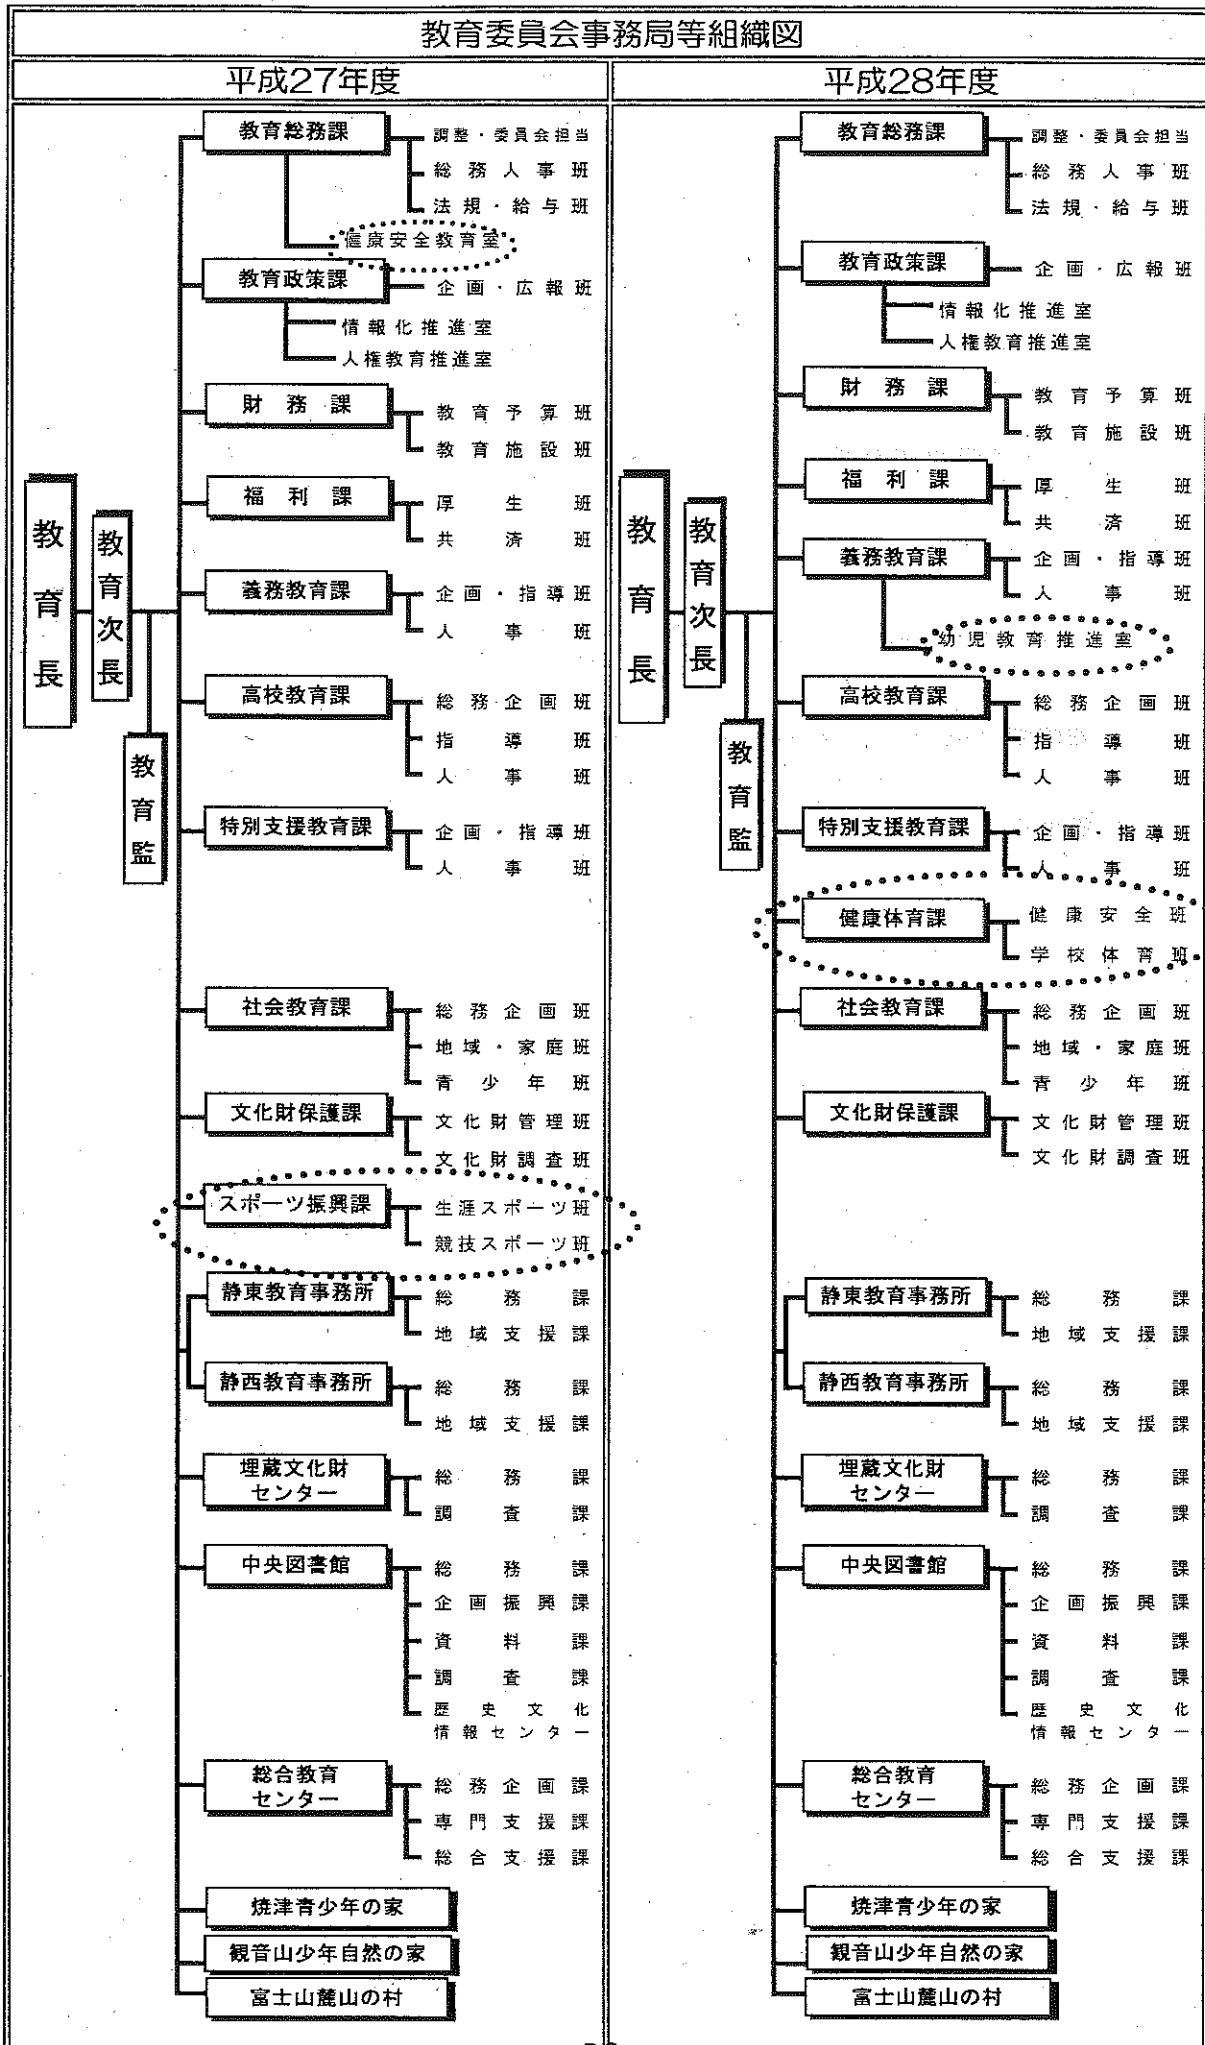 教育委員会事務局等組織図
平成27年度
教育長
教育次長
教育監
教育総務課
調整・委員会担当
総務人事班
法規・給与班
健康安全教育室
教育政策課
企画・広報班
情報化推進室
人権教育推進室
財務課
教育予算班
教育施設班
福利課
厚生班
共済班
義務教育課
企画・指導班
人事班
高校教育課
総務企画班
指導班
人事班
特別支援教育課
企画・指導班
人事班
社会教育課
総務企画班
地域・家庭班
青少年班
文化財保護課
文化財管理班
文化財調査班
スポーツ振興課
生涯スポーツ班
競技スポーツ班
静東教育事務所
総務課
地域支援課
静西教育事務所
総務課
地域支援課
埋蔵文化財
センター
総務課
調査課
中央図書館
総務課
企画振興課
資料課
調査課
歴史文化
情報センター
総合教育
センター
総務企画課
専門支援課
総合支援課
焼津青少年の家
観音山少年自然の家
富士山麓山の村
平成28年度
教育長
教育次長
教育監
教育総務課
調整・委員会担当
総務人事班
法規・給与班
教育政策課
企画・広報班
情報化推進室
人権教育推進室
財務課
教育予算班
教育施設班
福利課
厚生班
共済班
義務教育課
企画・指導班
人事班
幼児教育推進室
高校教育課
総務企画班
指導班
人事班
特別支援教育課
企画・指導班
人事班
健康体育課
健康安全班
学校体育班
社会教育課
総務企画班
地域・家庭班
青少年班
文化財保護課
文化財管理班
文化財調査班
静東教育事務所
総務課
地域支援課
静西教育事務所
総務課
地域支援課
埋蔵文化財
センター
総務課
調査課
中央図書館
総務課
企画振興課
資料課
調査課
歴史文化
情報センター
総合教育
センター
総務企画課
専門支援課
総合支援課
焼津青少年の家
観音山少年自然の家
富士山麓山の村